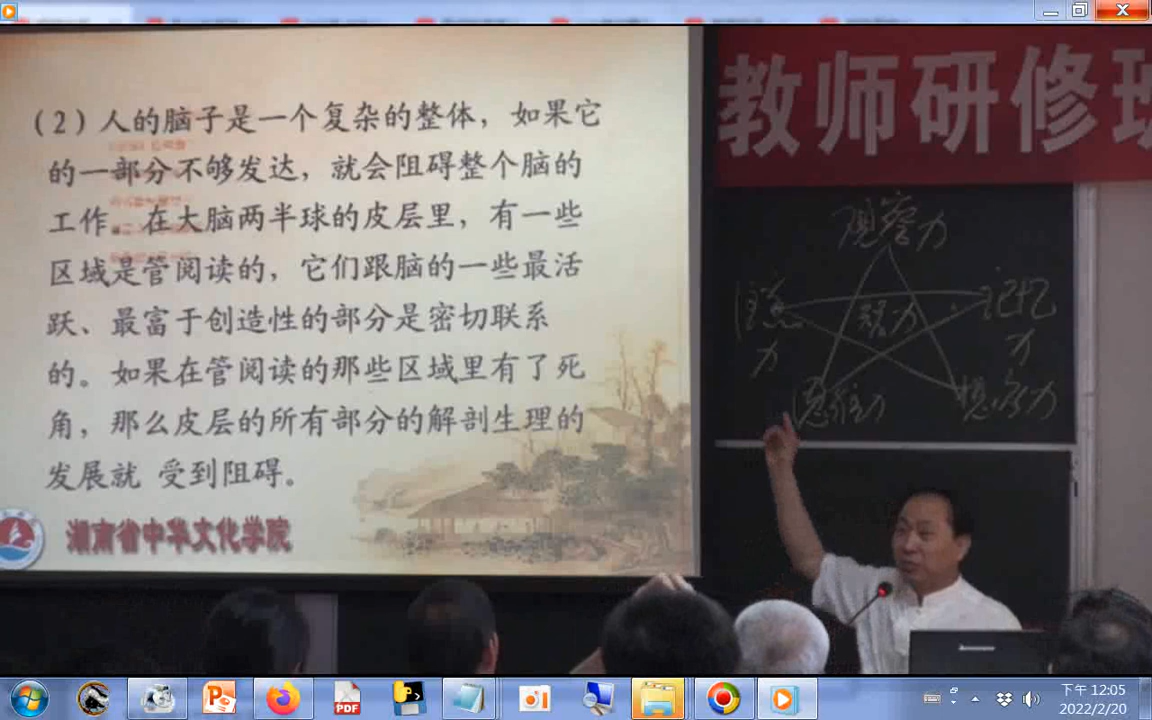 （2）人的脑子是一个复杂的整体，如果它
的一部分不够发达，就会阻碍整个脑的
工作。在大脑两半球的皮层里，有一些
区域是管阅读的，它们跟脑的一些最活
跃、最富于创造性的部分是密切联系
的。如果在管阅读的那些区域里有了死
角，那么皮层的所有部分的解剖生理的
发展就 受到阻碍。
湖南省中华文化学院
教师研修班
观察力
注意
力
记忆
力
智力
思维力
想象力
lenovo
下午 12:05
2022/2/20